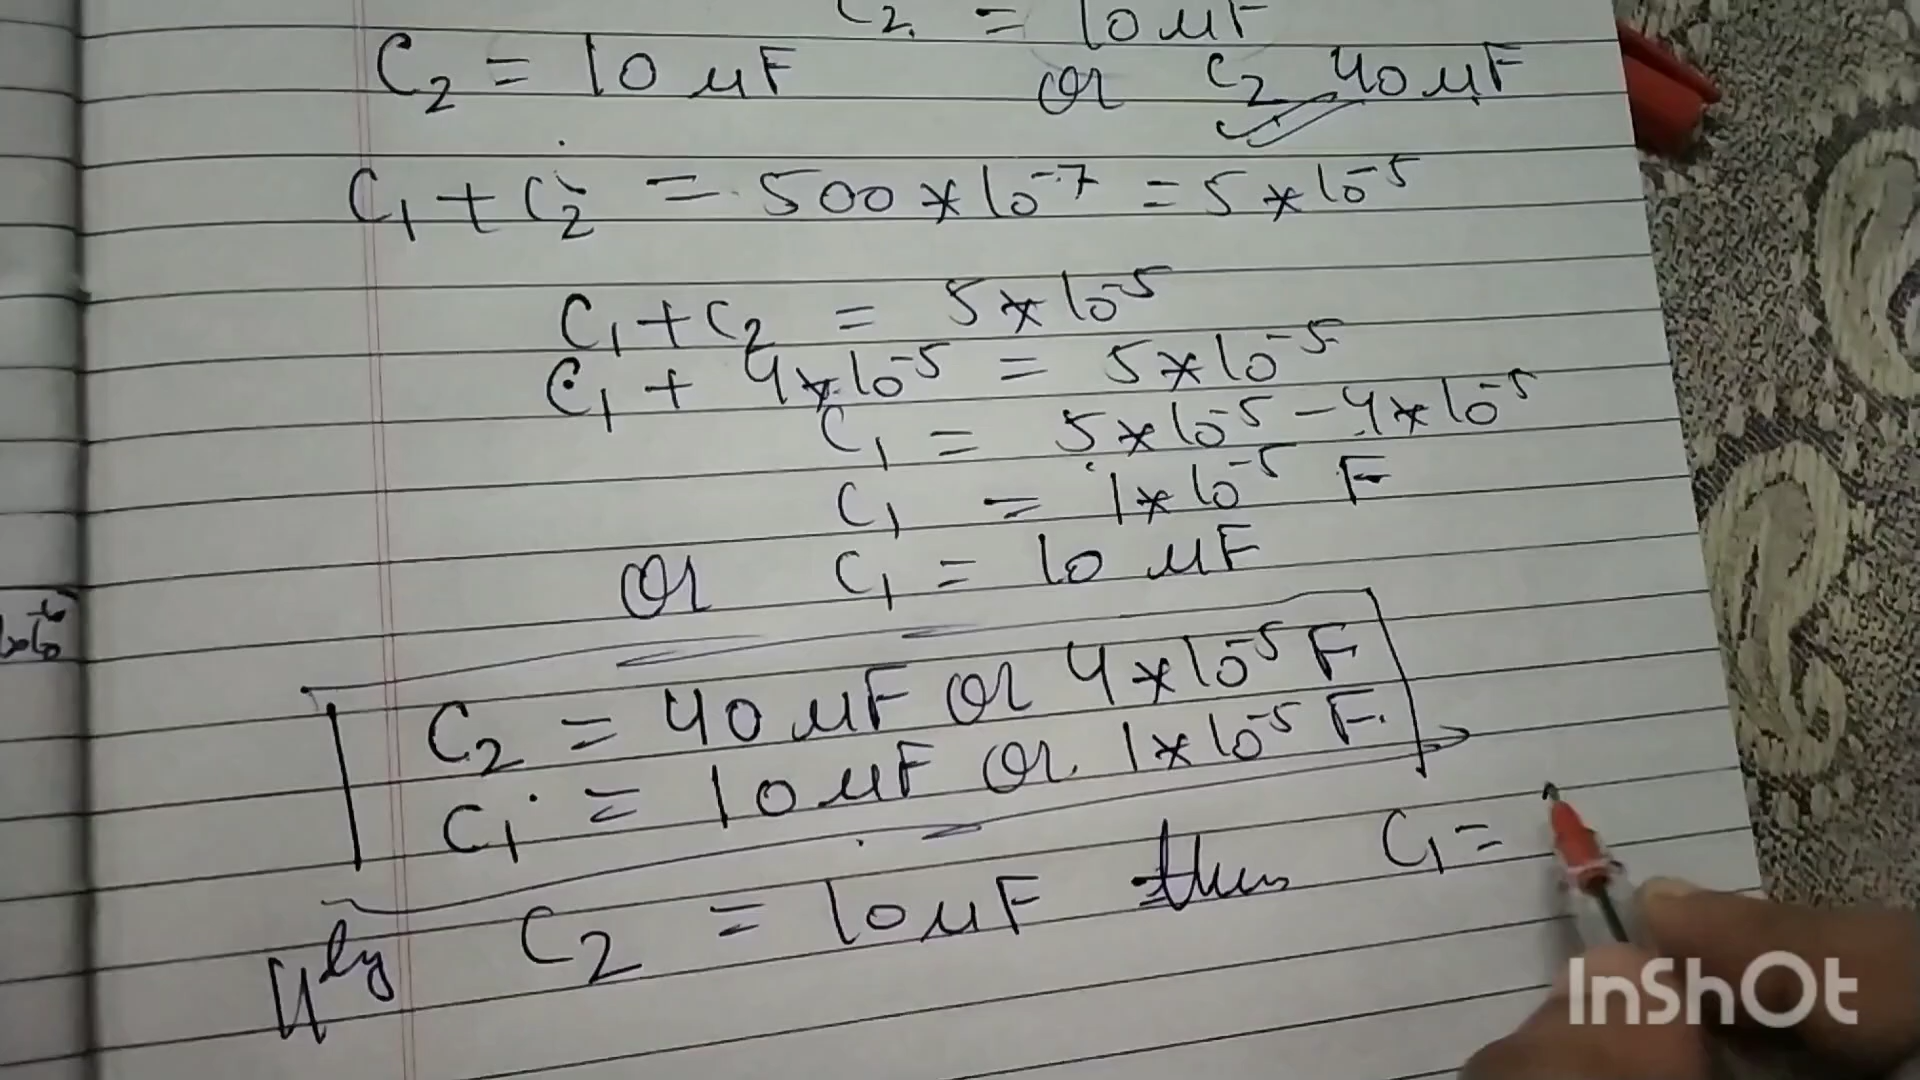 C₂ = 10 μF
C₂ = 10 μF or C₂ 40 μF
C₁ + C₂ = 500 * 10⁻⁷ = 5 * 10⁻⁵
C₁ + C₂ = 5 * 10⁻⁵
C₁ + 4 * 10⁻⁵ = 5 * 10⁻⁵
C₁ = 5 * 10⁻⁵ - 4 * 10⁻⁵
C₁ = 1 * 10⁻⁵ F
or C₁ = 10 μF
C₂ = 40 μF or 4 * 10⁻⁵ F
C₁ = 10 μF or 1 * 10⁻⁵ F.
lly C₂ = 10 μF then C₁ =
InShOt